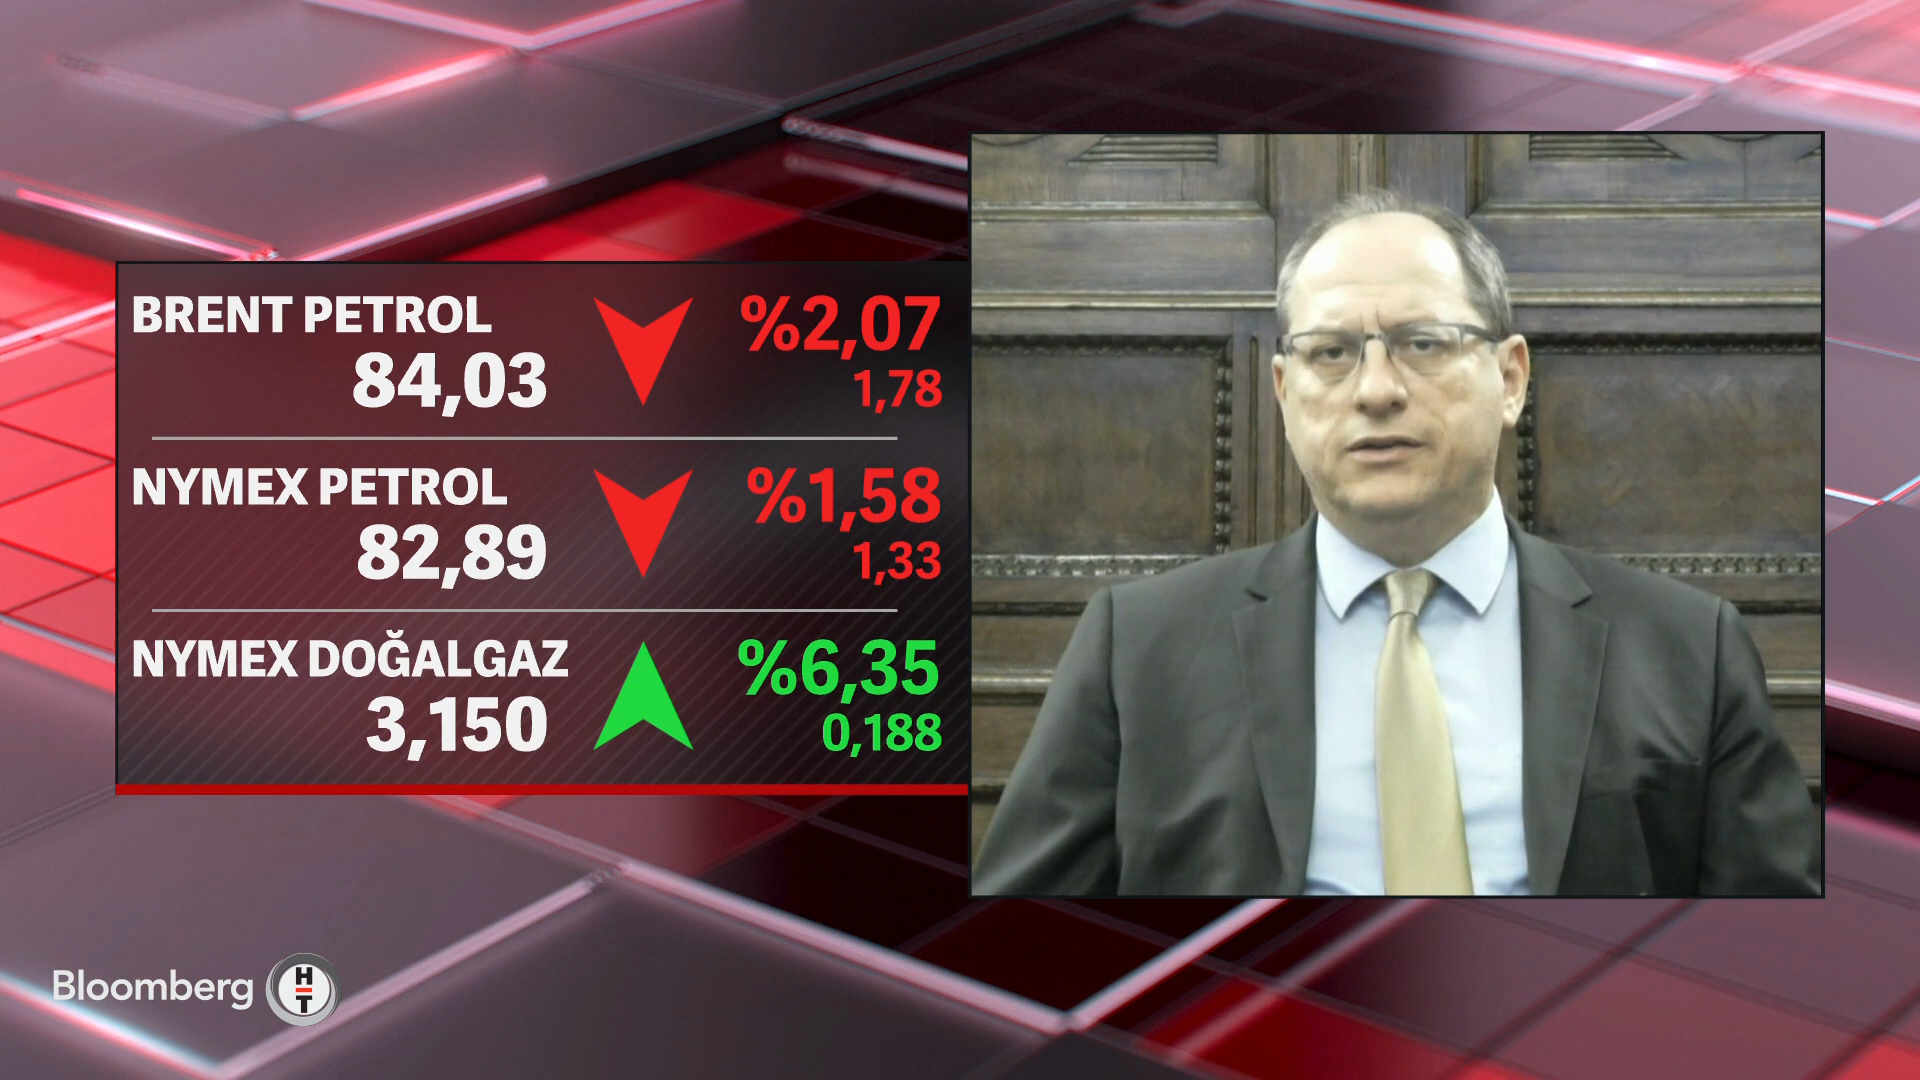 BRENT PETROL
84,03
%2,07
1,78
NYMEX PETROL
82,89
%1,58
1,33
NYMEX DOĞALGAZ
3,150
%6,35
0,188
Bloomberg HT